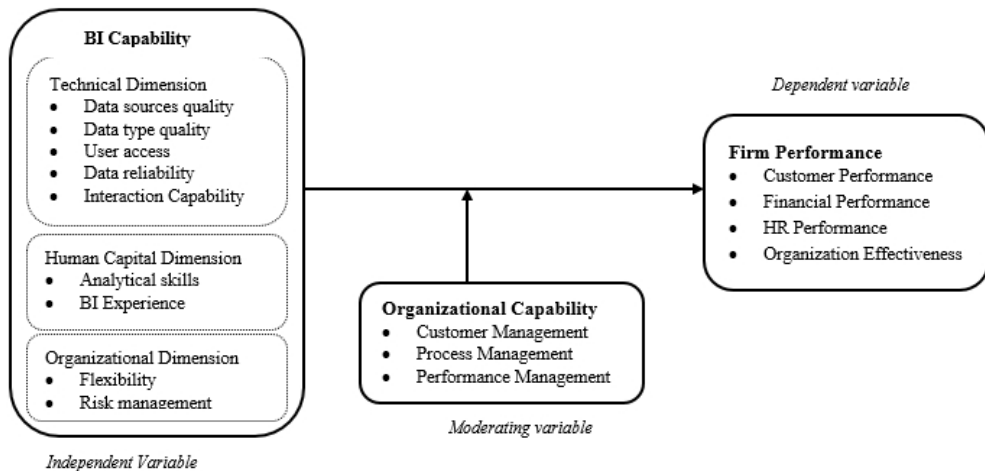 BI Capability
Technical Dimension
• Data sources quality
• Data type quality
• User access
• Data reliability
• Interaction Capability
Human Capital Dimension
• Analytical skills
• BI Experience
Organizational Dimension
• Flexibility
• Risk management
Independent Variable
Organizational Capability
• Customer Management
• Process Management
• Performance Management
Moderating variable
Dependent variable
Firm Performance
• Customer Performance
• Financial Performance
• HR Performance
• Organization Effectiveness